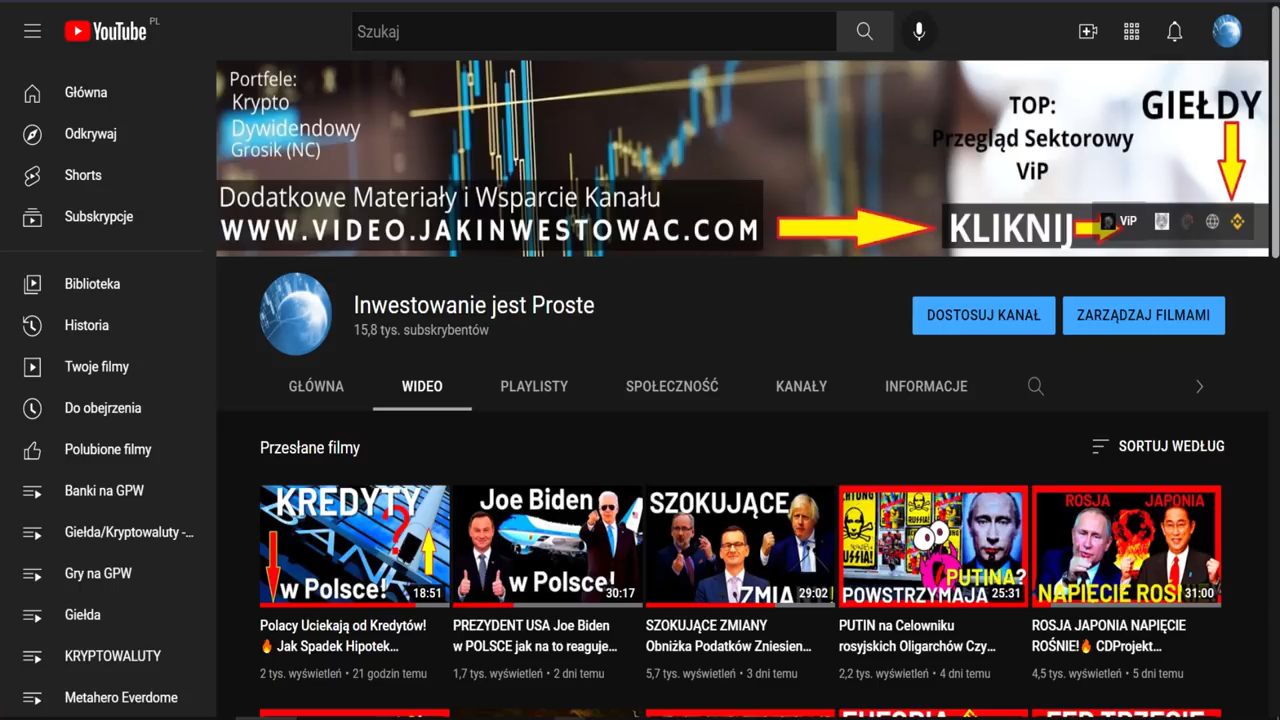 YouTube PL
Szukaj
Główna
Odkrywaj
Shorts
Subskrypcje
Biblioteka
Historia
Twoje filmy
Do obejrzenia
Polubione filmy
Banki na GPW
Giełda/Kryptowaluty -...
Gry na GPW
Giełda
KRYPTOWALUTY
Metahero Everdome
Portfele:
Krypto
Dywidendowy
Grosik (NC)
Dodatkowe Materiały i Wsparcie Kanału
WWW.VIDEO.JAKINWESTOWAC.COM
TOP:
Przegląd Sektorowy
ViP
GIEŁDY
KLIKNIJ
ViP
Inwestowanie jest Proste
15,8 tys. subskrybentów
DOSTOSUJ KANAŁ
ZARZĄDZAJ FILMAMI
GŁÓWNA
WIDEO
PLAYLISTY
SPOŁECZNOŚĆ
KANAŁY
INFORMACJE
Przesłane filmy
SORTUJ WEDŁUG
KREDYTY
?
BANK
w Polsce!
18:51
Polacy Uciekają od Kredytów!
🔥 Jak Spadek Hipotek...
2 tys. wyświetleń • 21 godzin temu
Joe Biden
w Polsce!
30:17
PREZYDENT USA Joe Biden
w POLSCE jak na to reaguje...
1,7 tys. wyświetleń • 2 dni temu
SZOKUJĄCE
ZMIA
29:02
SZOKUJĄCE ZMIANY
Obniżka Podatków Zniesien...
5,7 tys. wyświetleń • 3 dni temu
RUSSIA!
PUTINA?
POWSTRZYMAJĄ
25:31
PUTIN na Celowniku
rosyjskich Oligarchów Czy...
2,2 tys. wyświetleń • 4 dni temu
ROSJA JAPONIA
NAPIĘCIE ROŚNI
31:00
ROSJA JAPONIA NAPIĘCIE
ROŚNIE!🔥 CDProjekt...
4,5 tys. wyświetleń • 5 dni temu